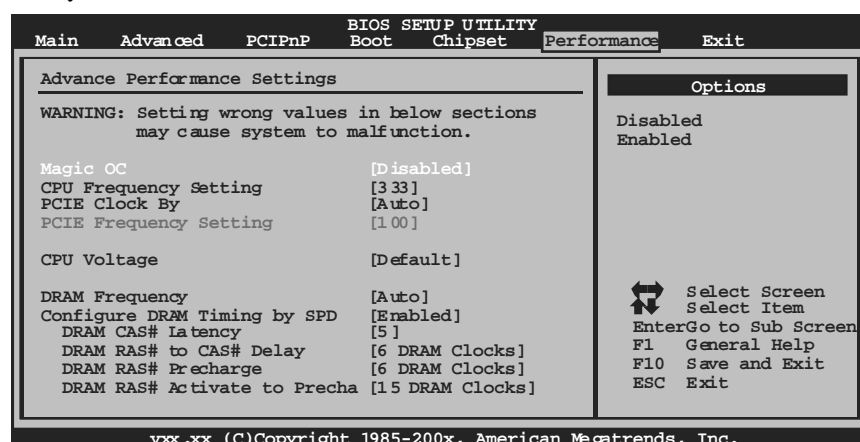 BIOS SETUP UTILITY
Main Advanced PCIPnP Boot Chipset Performance Exit
Advance Performance Settings
WARNING: Setting wrong values in below sections
may cause system to malfunction.
Magic OC [Disabled]
CPU Frequency Setting [333]
PCIE Clock By [Auto]
PCIE Frequency Setting [100]
CPU Voltage [Default]
DRAM Frequency [Auto]
Configure DRAM Timing by SPD [Enabled]
DRAM CAS# Latency [5]
DRAM RAS# to CAS# Delay [6 DRAM Clocks]
DRAM RAS# Precharge [6 DRAM Clocks]
DRAM RAS# Activate to Precha [15 DRAM Clocks]
Options
Disabled
Enabled
Select Screen
Select Item
Enter Go to Sub Screen
F1 General Help
F10 Save and Exit
ESC Exit
vxx.xx (C)Copyright 1985-200x, American Megatrends, Inc.